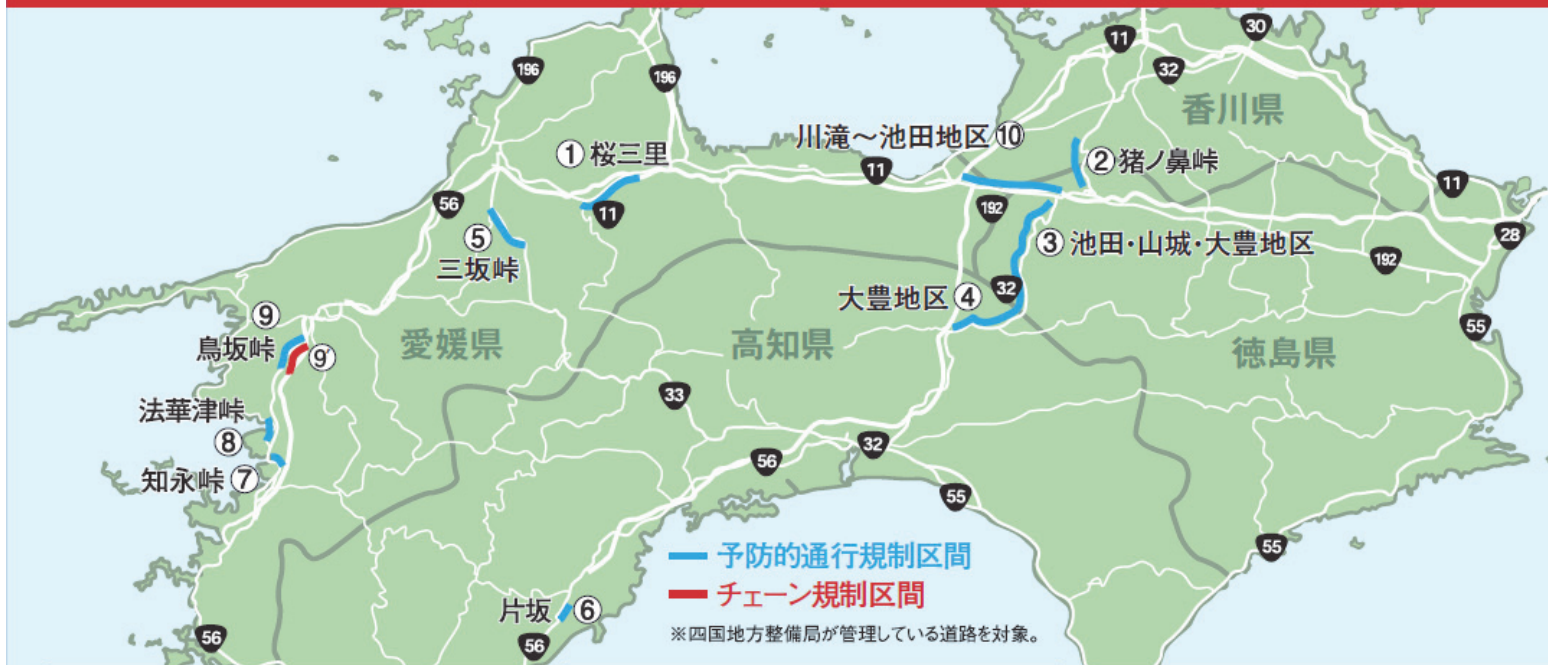 30
11
196
196
32
香川県
川滝～池田地区⑩
①桜三里
11
②猪ノ鼻峠
11
56
11
192
28
⑤
三坂峠
③池田・山城・大豊地区
192
大豊地区④
32
⑨
鳥坂峠
⑨'
愛媛県
高知県
徳島県
55
法華津峠
⑧
33
知永峠⑦
32
56
55
55
予防的通行規制区間
チェーン規制区間
※四国地方整備局が管理している道路を対象。
片坂⑥
56
56